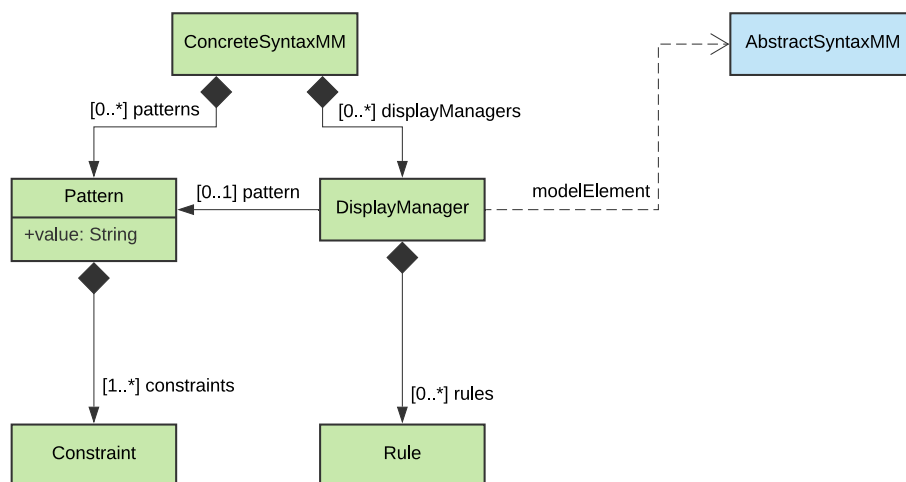 ConcreteSyntaxMM
AbstractSyntaxMM
[0..*] patterns
[0..*] displayManagers
Pattern
+value: String
[0..1] pattern
DisplayManager
modelElement
[1..*] constraints
[0..*] rules
Constraint
Rule